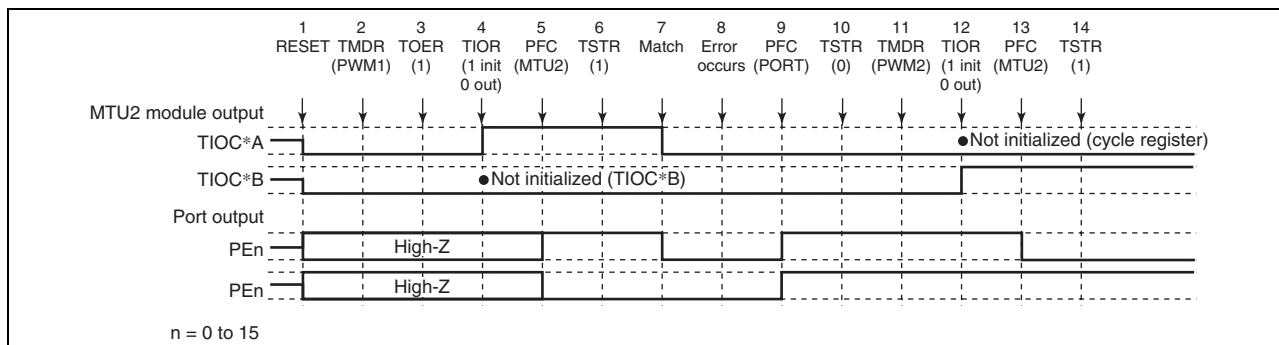 1 2 3 4 5 6 7 8 9 10 11 12 13 14
RESET TMDR TOER TIOR PFC TSTR Match Error PFC TSTR TMDR TIOR PFC TSTR
(PWM1) (1) (1 init (MTU2) (1) occurs (PORT) (0) (PWM2) (1 init (MTU2) (1)
0 out) 0 out)
MTU2 module output
TIOC*A ●Not initialized (cycle register)
TIOC*B ●Not initialized (TIOC*B)
Port output
PEn High-Z
PEn High-Z
n = 0 to 15